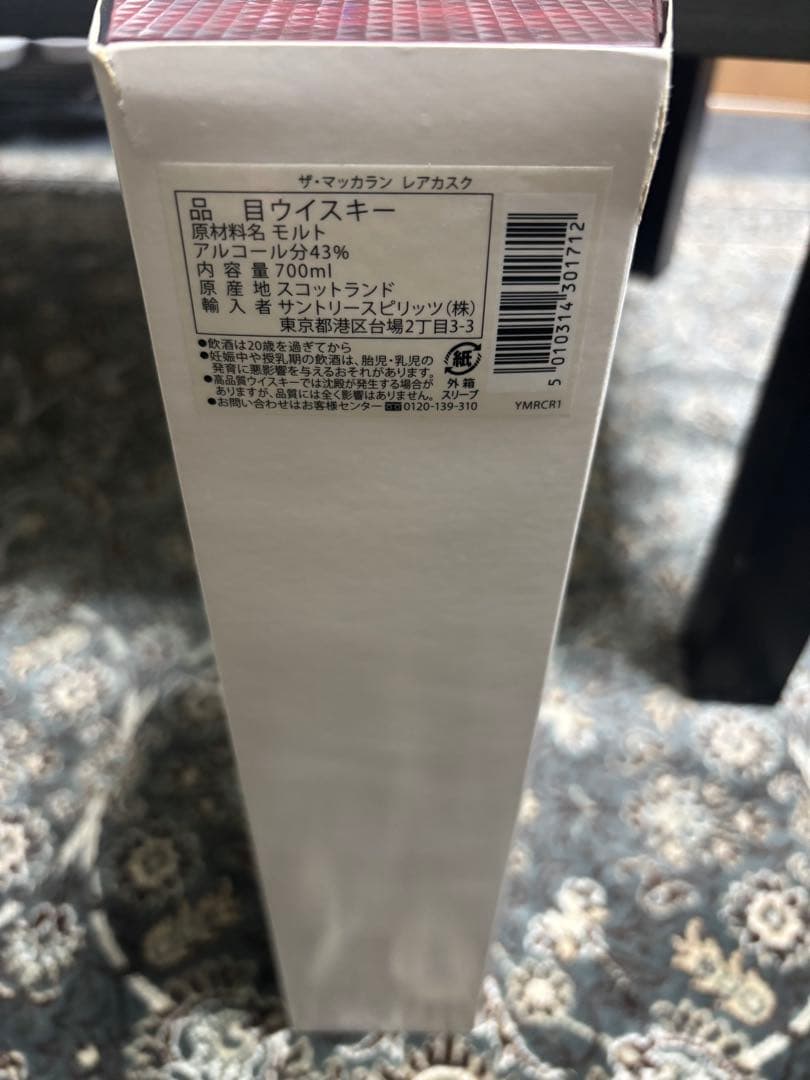 ザ・マッカラン レアカスク
品 目 ウイスキー
原材料名 モルト
アルコール分43%
内容量 700ml
原産地 スコットランド
輸入者 サントリースピリッツ(株)
東京都港区台場2丁目3-3
●飲酒は20歳を過ぎてから
●妊娠中や授乳期の飲酒は、胎児・乳児の
発育に悪影響を与えるおそれがあります。
●高品質ウイスキーでは沈殿が発生する場合が
ありますが、品質には全く影響はありません。
●お問い合わせはお客様センター 0120-139-310
紙
外箱
スリーブ
5 010314 301712
YMRCR1